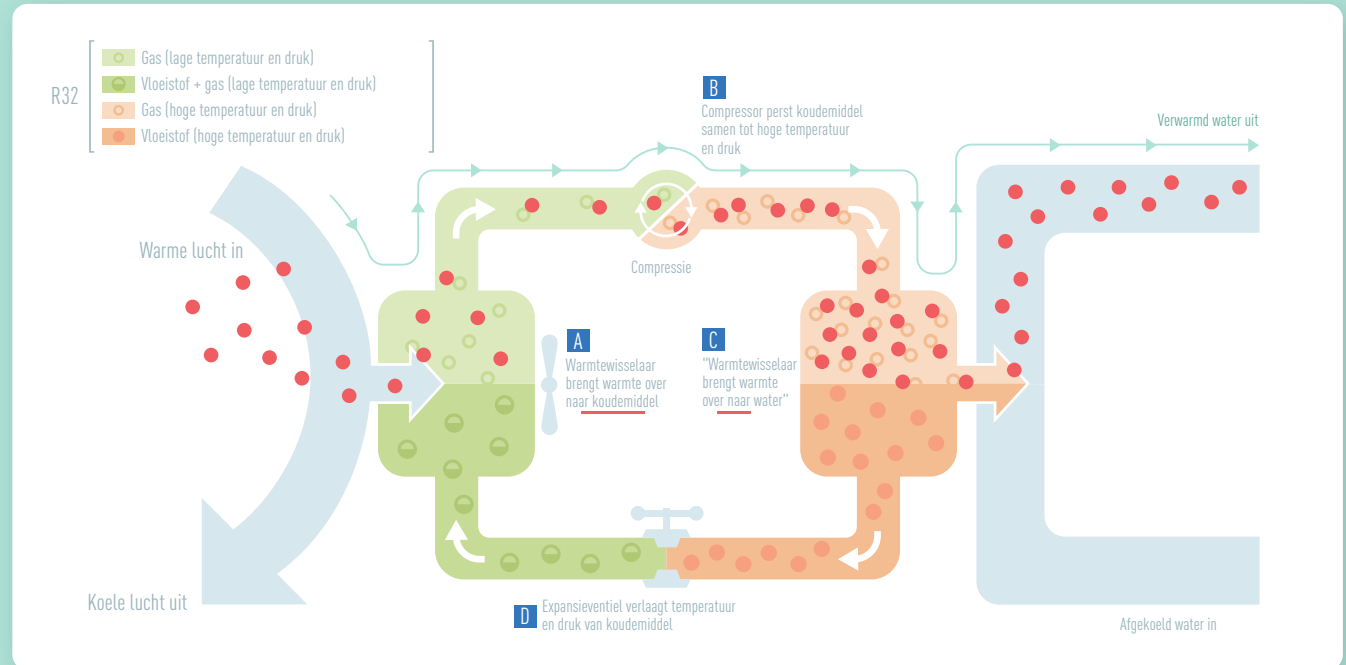 R32
Gas (lage temperatuur en druk)
Vloeistof + gas (lage temperatuur en druk)
Gas (hoge temperatuur en druk)
Vloeistof (hoge temperatuur en druk)
B
Compressor perst koudemiddel
samen tot hoge temperatuur
en druk
Verwarmd water uit
Warme lucht in
Compressie
A
Warmtewisselaar
brengt warmte over
naar koudemiddel
C
"Warmtewisselaar
brengt warmte
over naar water"
Koele lucht uit
D
Expansieventiel verlaagt temperatuur
en druk van koudemiddel
Afgekoeld water in